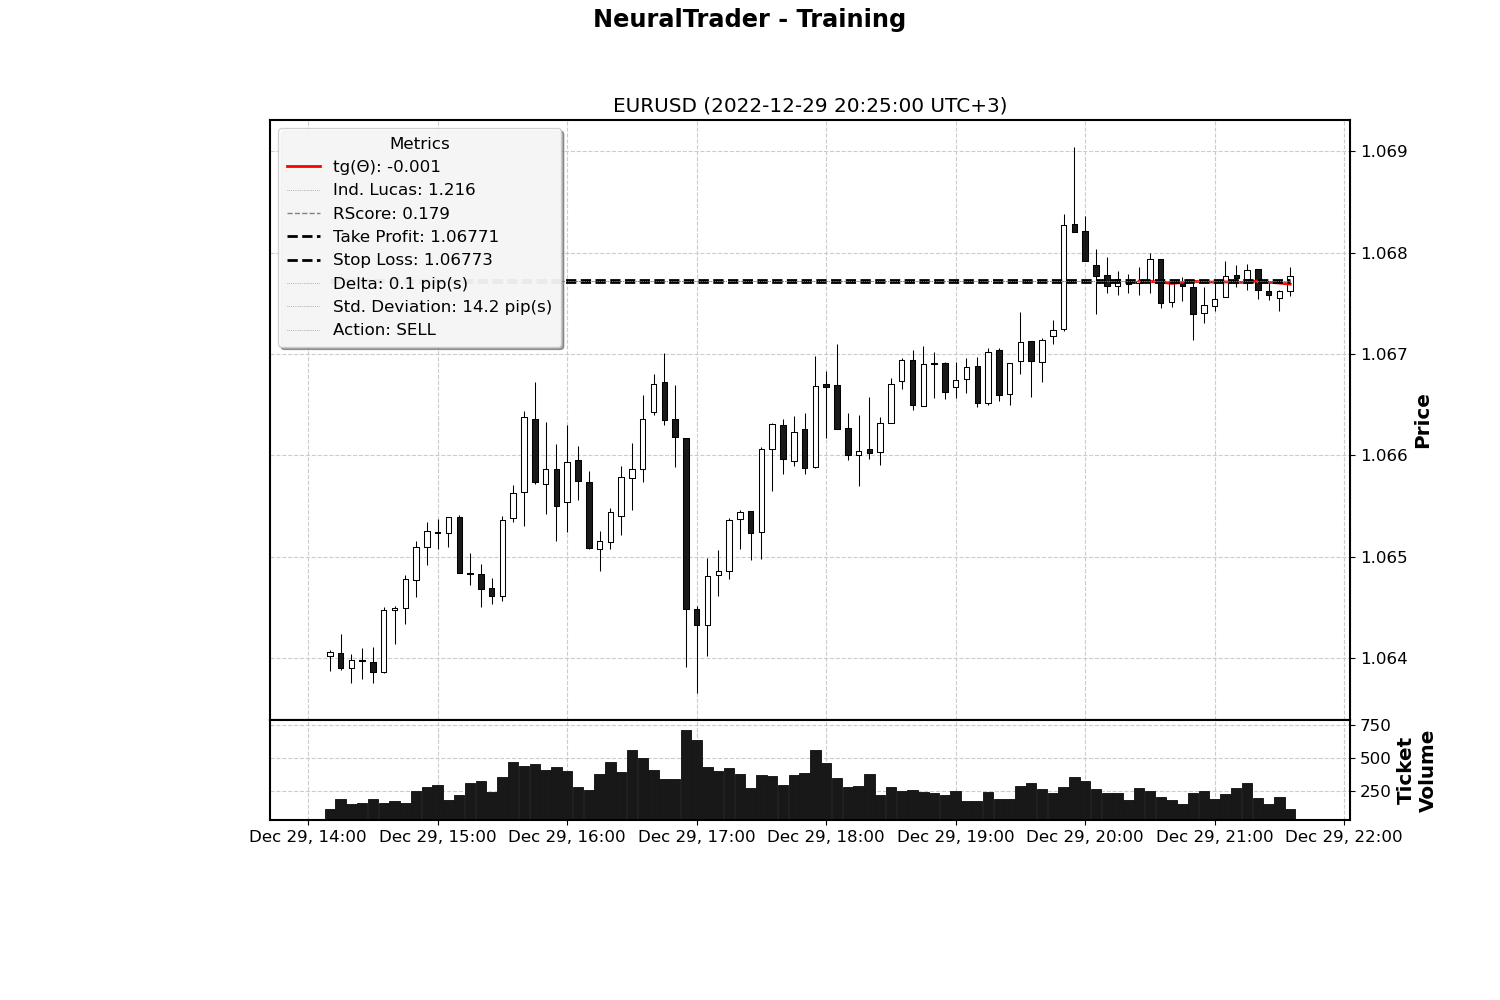 NeuralTrader - Training
EURUSD (2022-12-29 20:25:00 UTC+3)
Metrics
tg(Θ): -0.001
Ind. Lucas: 1.216
RScore: 0.179
Take Profit: 1.06771
Stop Loss: 1.06773
Delta: 0.1 pip(s)
Std. Deviation: 14.2 pip(s)
Action: SELL
1.069
1.068
1.067
1.066
1.065
1.064
Price
750
500
250
Ticket
Volume
Dec 29, 14:00
Dec 29, 15:00
Dec 29, 16:00
Dec 29, 17:00
Dec 29, 18:00
Dec 29, 19:00
Dec 29, 20:00
Dec 29, 21:00
Dec 29, 22:00